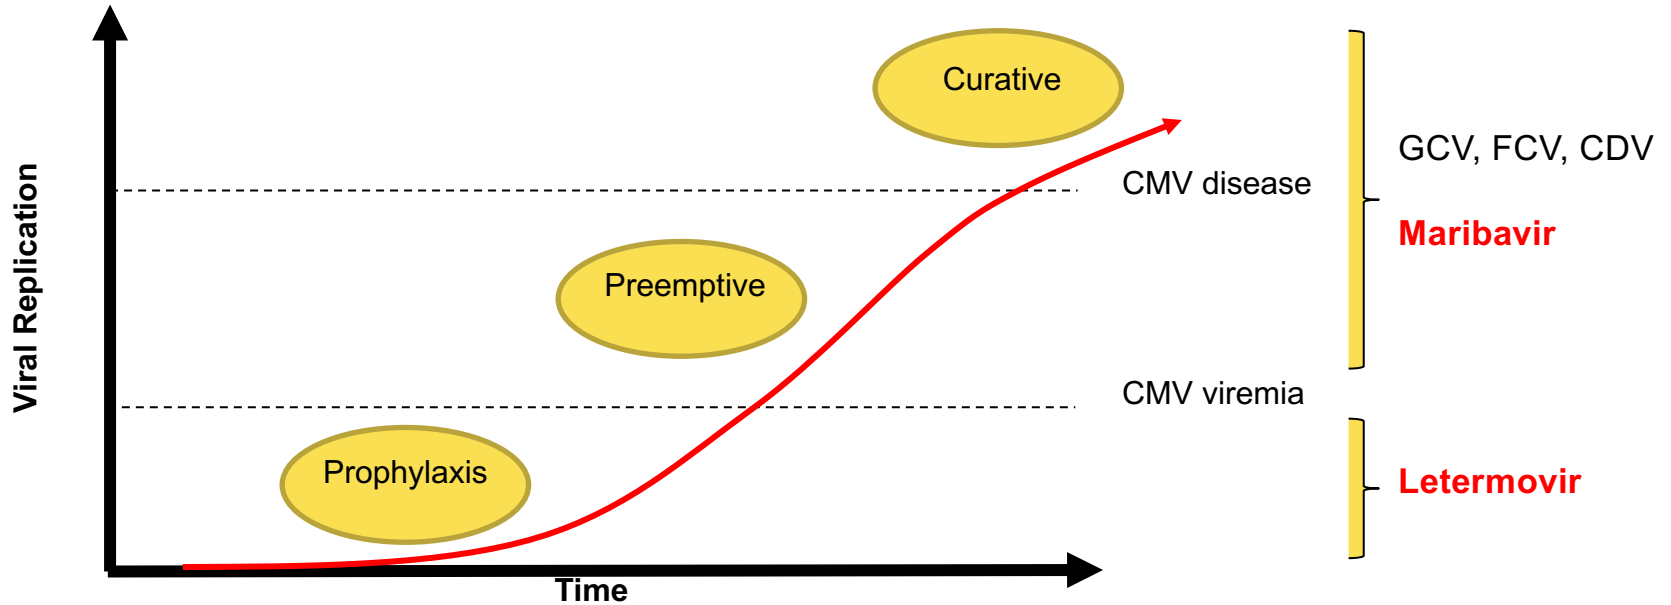 Curative
GCV, FCV, CDV
CMV disease
Maribavir
Preemptive
Viral Replication
CMV viremia
Prophylaxis
Letermovir
Time